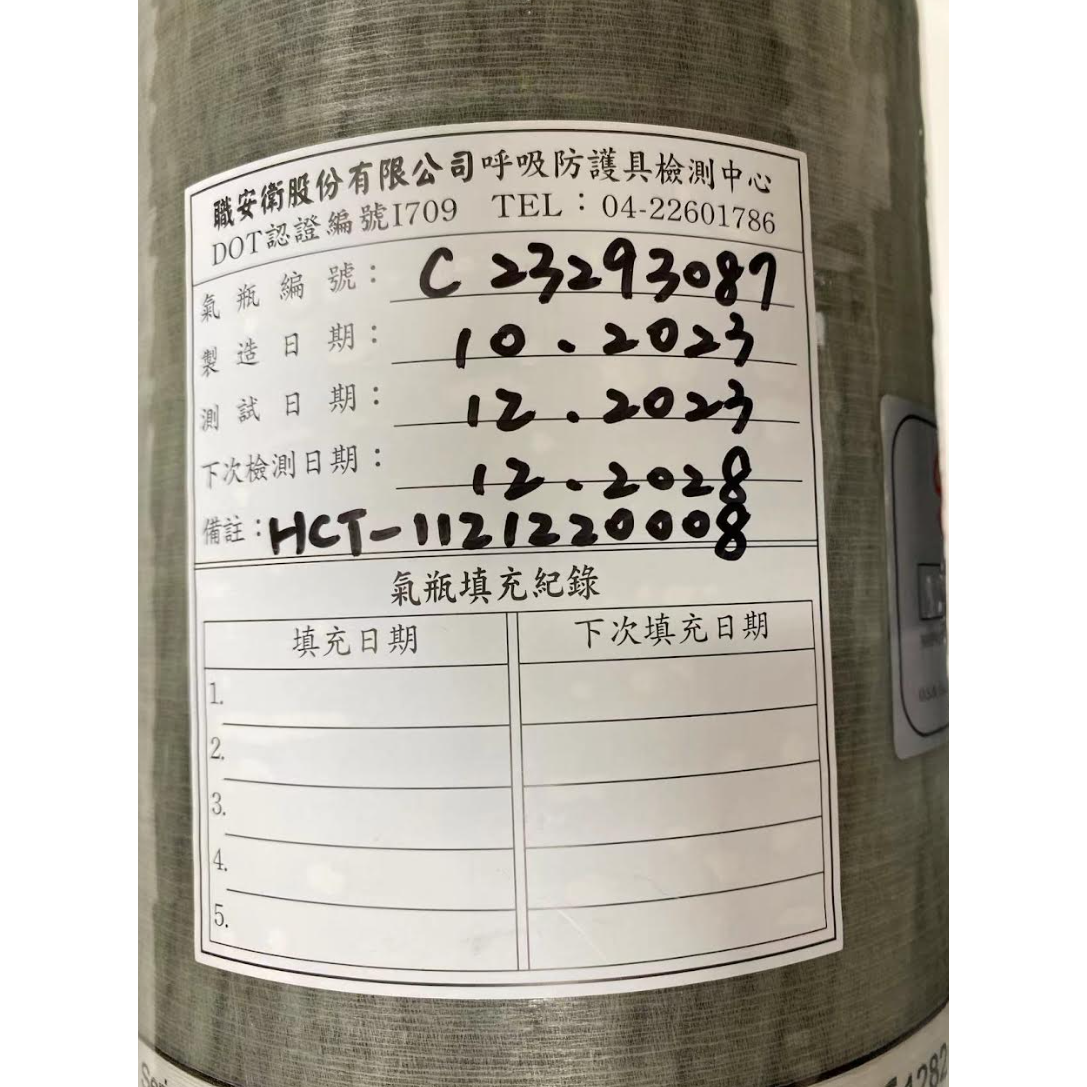 職安衛股份有限公司呼吸防護具檢測中心
DOT認證編號I709 TEL：04-22601786
氣瓶編號：C 23293087
製造日期：10.2023
測試日期：12.2023
下次檢測日期：12.2028
備註：HCT-1121220008
氣瓶填充紀錄
填充日期 下次填充日期
1.
2.
3.
4.
5.